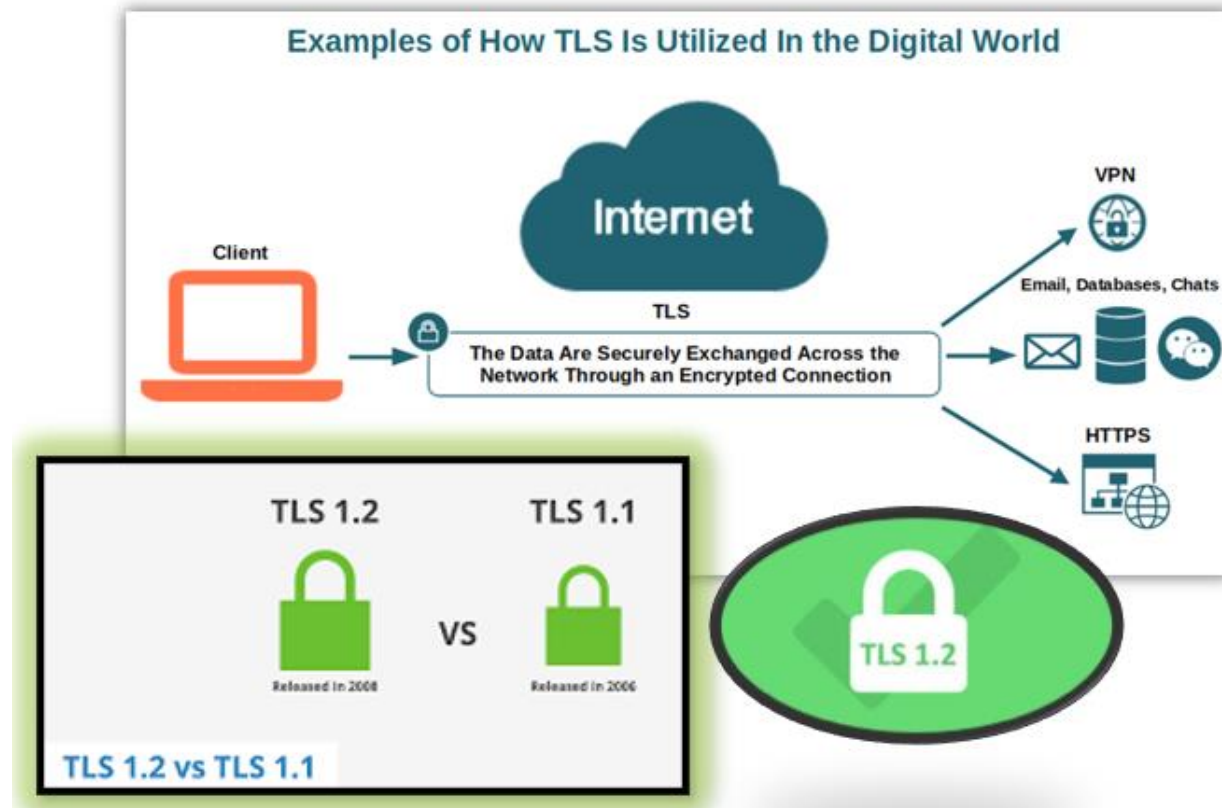 Examples of How TLS Is Utilized In the Digital World
Internet
Client
TLS
The Data Are Securely Exchanged Across the
Network Through an Encrypted Connection
VPN
Email, Databases, Chats
HTTPS
TLS 1.2
TLS 1.1
VS
Released in 2008
Released in 2006
TLS 1.2 vs TLS 1.1
TLS 1.2